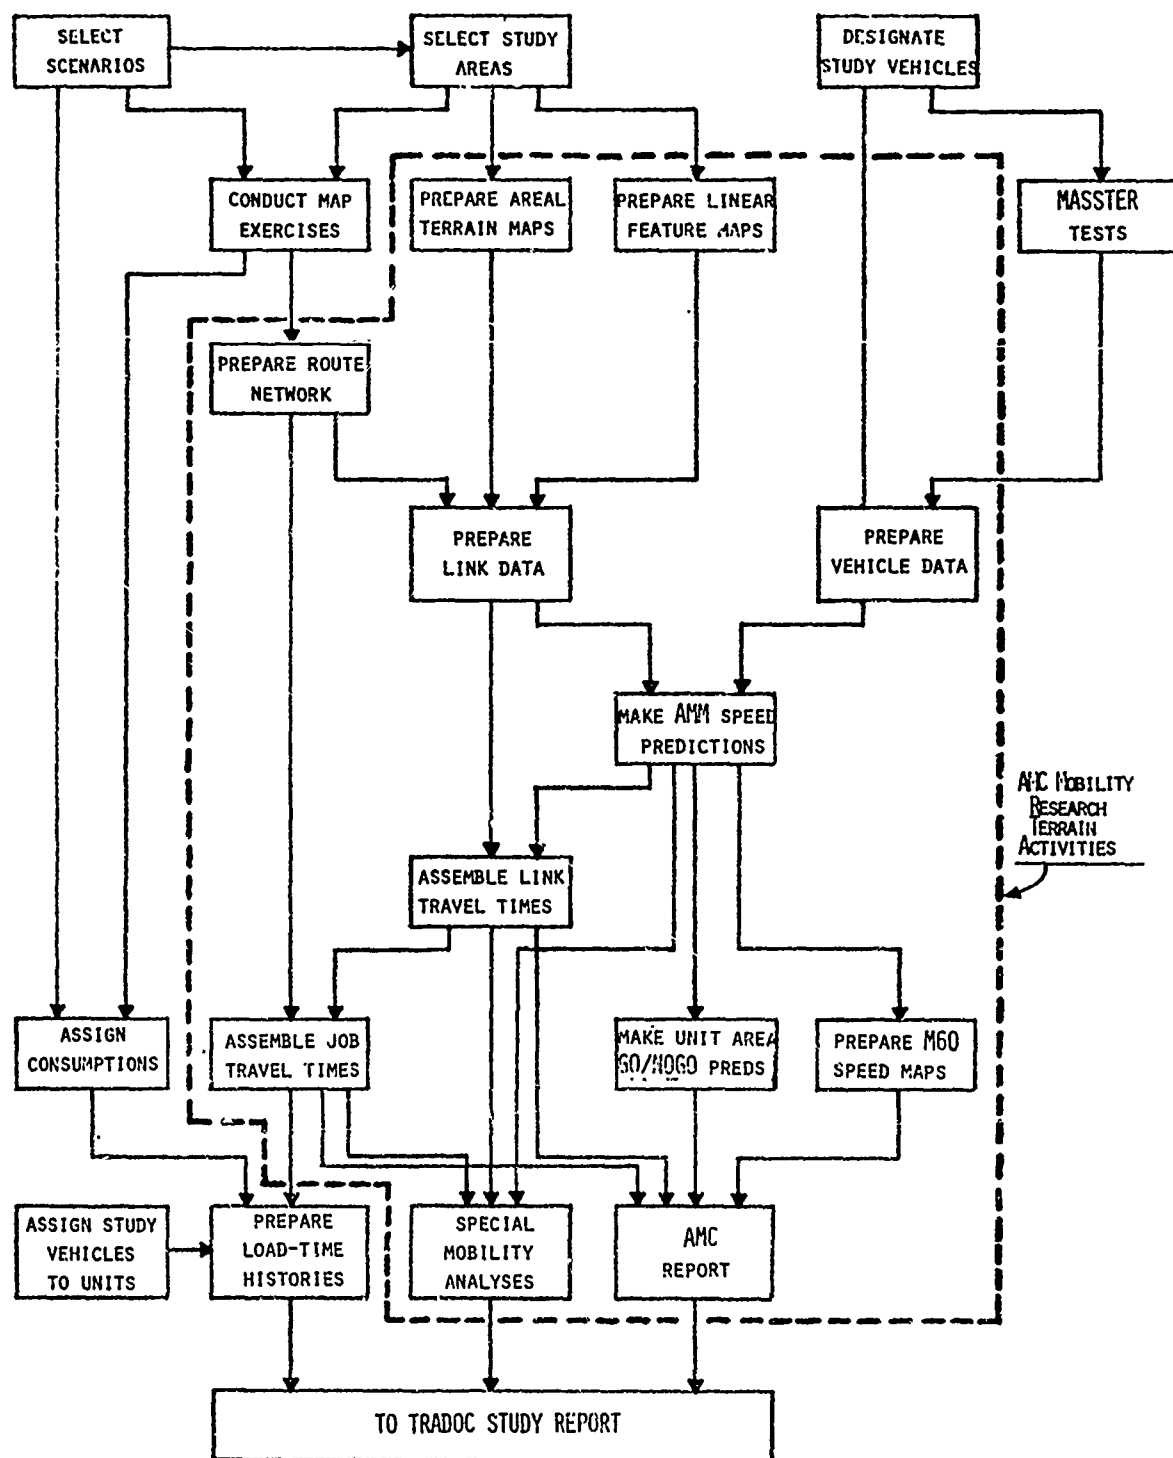 SELECT
SCENARIOS
SELECT STUDY
AREAS
DESIGNATE
STUDY VEHICLES
CONDUCT MAP
EXERCISES
PREPARE AREAL
TERRAIN MAPS
PREPARE LINEAR
FEATURE MAPS
MASSTER
TESTS
PREPARE ROUTE
NETWORK
PREPARE
LINK DATA
PREPARE
VEHICLE DATA
MAKE AMM SPEED
PREDICTIONS
AMC MOBILITY
RESEARCH
TERRAIN
ACTIVITIES
ASSEMBLE LINK
TRAVEL TIMES
ASSIGN
CONSUMPTIONS
ASSEMBLE JOB
TRAVEL TIMES
MAKE UNIT AREA
GO/NOGO PREDS
PREPARE M60
SPEED MAPS
ASSIGN STUDY
VEHICLES
TO UNITS
PREPARE
LOAD-TIME
HISTORIES
SPECIAL
MOBILITY
ANALYSES
AMC
REPORT
TO TRADOC STUDY REPORT